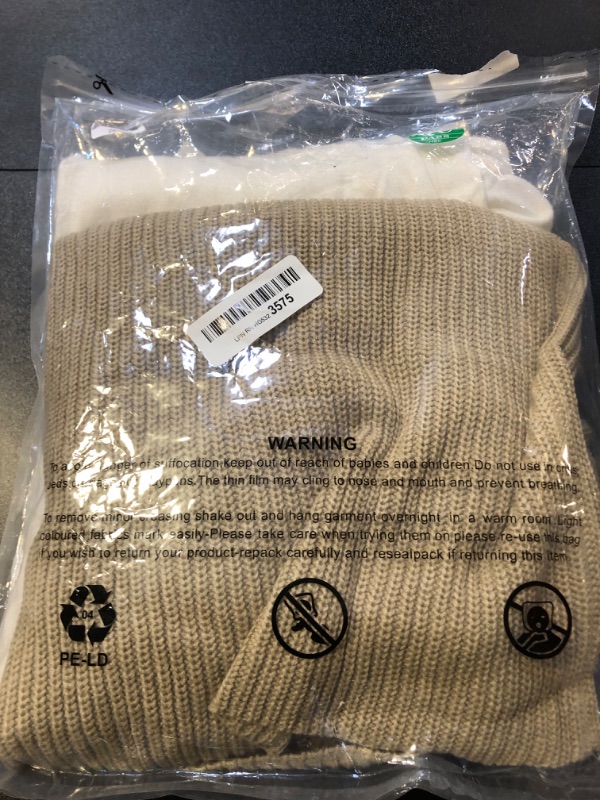 3575
WARNING
To avoid danger of suffocation,keep out of reach of babies and children.Do not use in cribs,
The thin film may cling to nose and mouth and prevent breathing.
To remove minor creasing shake out and hang garment overnight in a warm room.Light
coloured mark easily-Please take care when trying them on please re-use this bag
if you wish to return your product-repack carefully and resealpack if returning this item.
04
PE-LD